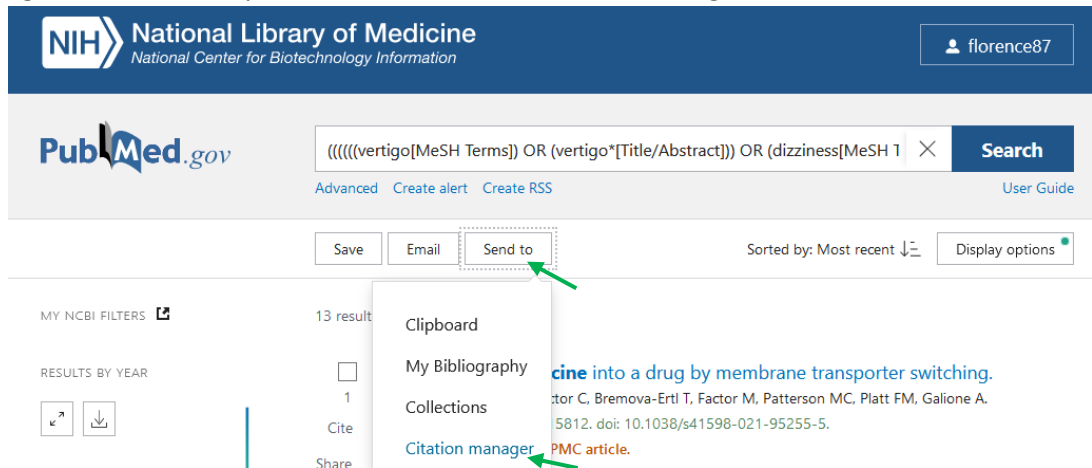 NIH National Library of Medicine
National Center for Biotechnology Information
florence87
PubMed.gov
((((((vertigo[MeSH Terms]) OR (vertigo*[Title/Abstract])) OR (dizziness[MeSH T
Search
Advanced Create alert Create RSS
User Guide
Save Email Send to
Sorted by: Most recent
Display options
MY NCBI FILTERS
13 result
RESULTS BY YEAR
Clipboard
My Bibliography
Collections
Citation manager
1
Cite
Share
cine into a drug by membrane transporter switching.
ctor C, Bremova-Ertl T, Factor M, Patterson MC, Platt FM, Galione A.
5812. doi: 10.1038/s41598-021-95255-5.
PMC article.